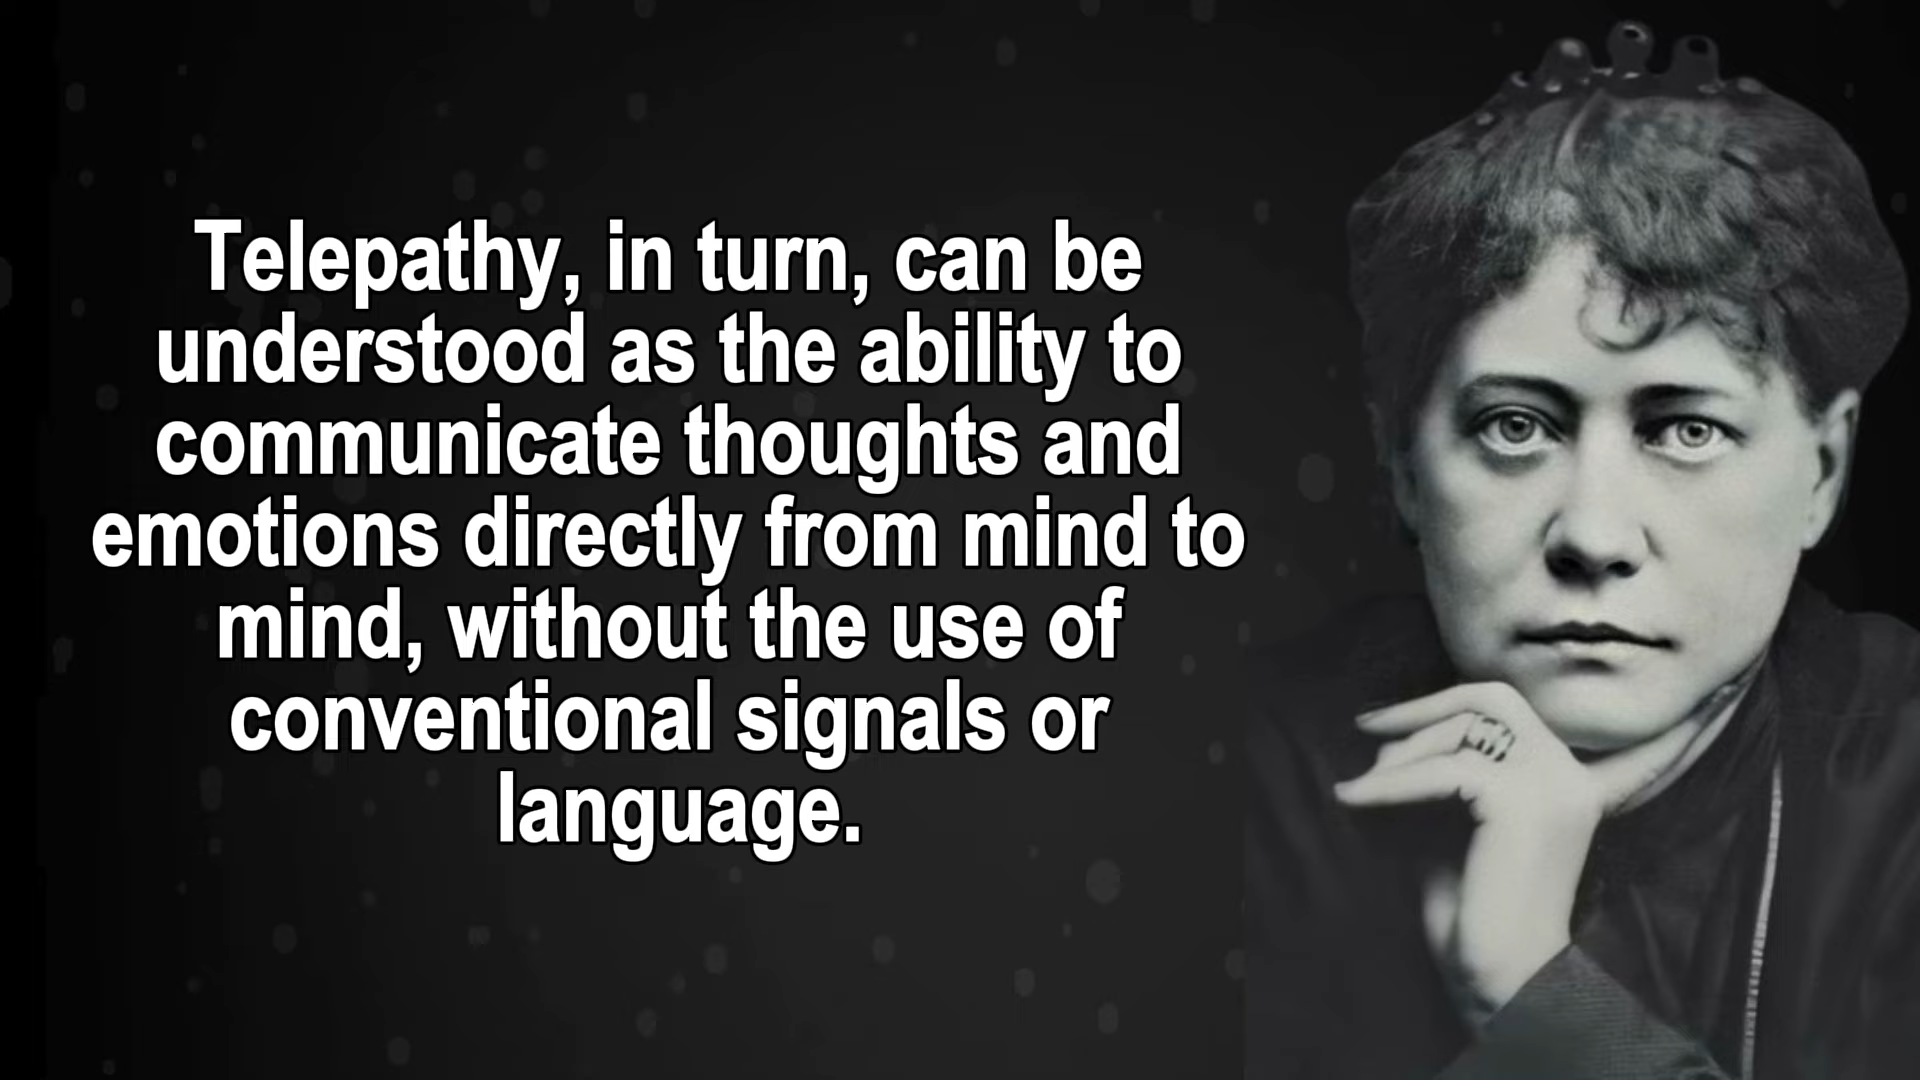 Telepathy, in turn, can be
understood as the ability to
communicate thoughts and
emotions directly from mind to
mind, without the use of
conventional signals or
language.